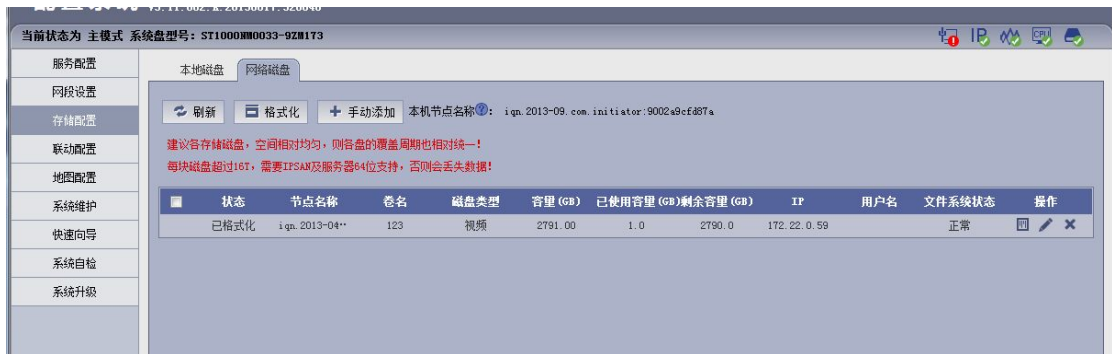 当前状态为 主模式 系统盘型号: ST1000NM0033-9ZM173
IP
CPU
服务配置
网段设置
存储配置
联动配置
地图配置
系统维护
快速向导
系统自检
系统升级
本地磁盘 网络磁盘
刷新 格式化 手动添加 本机节点名称?: iqn.2013-09.com.initiator:9002a9cfd87a
建议各存储磁盘，空间相对均匀，则各盘的覆盖周期也相对统一!
每块磁盘超过16T，需要IPSAN及服务器64位支持，否则会丢失数据!
状态 节点名称 卷名 磁盘类型 容量(GB) 已使用容量(GB) 剩余容量(GB) IP 用户名 文件系统状态 操作
已格式化 iqn.2013-04… 123 视频 2791.00 1.0 2790.0 172.22.0.59 正常